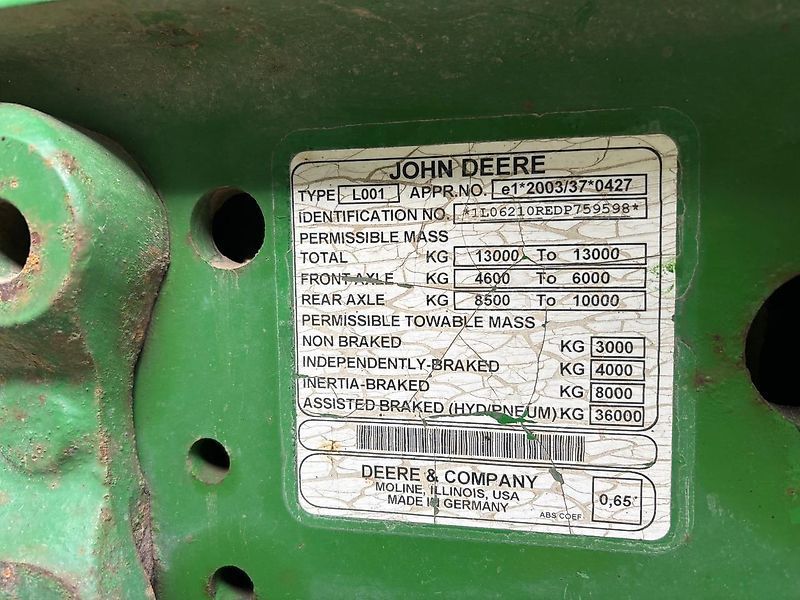 JOHN DEERE
TYPE L001 APPR.NO. e1*2003/37*0427
IDENTIFICATION NO. *1L06210REDP759598*
PERMISSIBLE MASS
TOTAL KG 13000 To 13000
FRONT AXLE KG 4600 To 6000
REAR AXLE KG 8500 To 10000
PERMISSIBLE TOWABLE MASS
NON BRAKED KG 3000
INDEPENDENTLY-BRAKED KG 4000
INERTIA-BRAKED KG 8000
ASSISTED BRAKED (HYD/PNEUM) KG 36000
DEERE & COMPANY
MOLINE, ILLINOIS, USA
MADE IN GERMANY
ABS COEF. 0,65